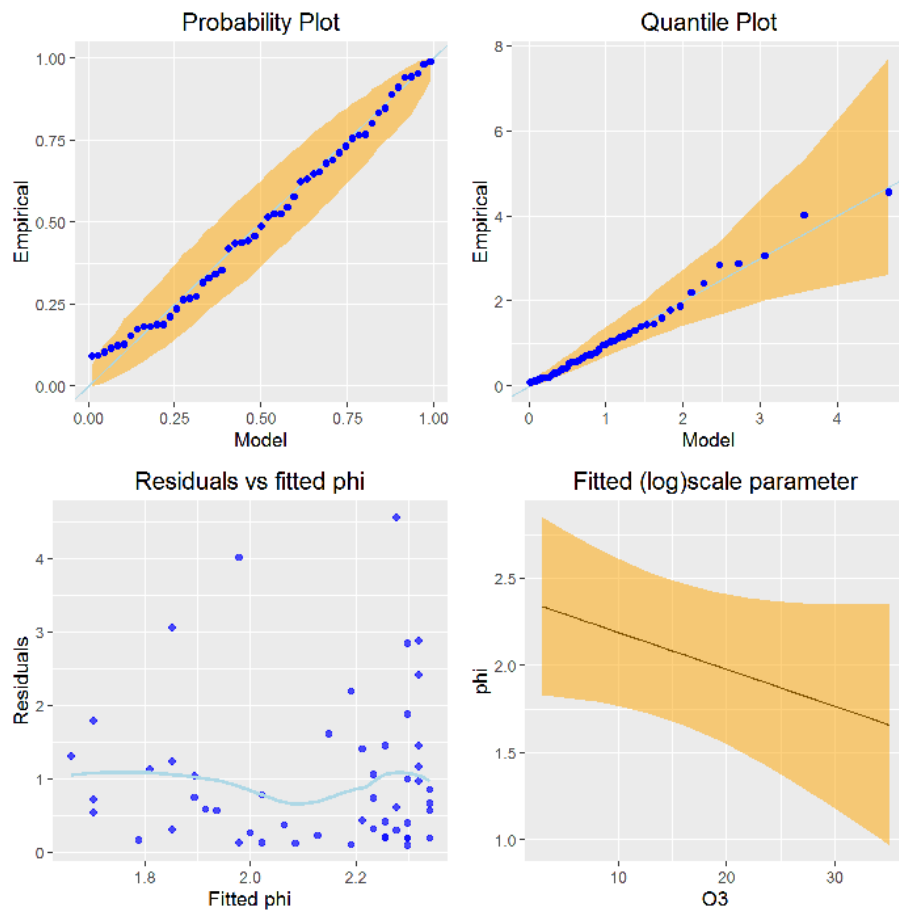 Probability Plot
Empirical
1.00
0.75
0.50
0.25
0.00
0.00 0.25 0.50 0.75 1.00
Model
Quantile Plot
Empirical
8
6
4
2
0
0 1 2 3 4
Model
Residuals vs fitted phi
Residuals
4
3
2
1
0
1.8 2.0 2.2
Fitted phi
Fitted (log)scale parameter
phi
2.5
2.0
1.5
1.0
10 20 30
O3